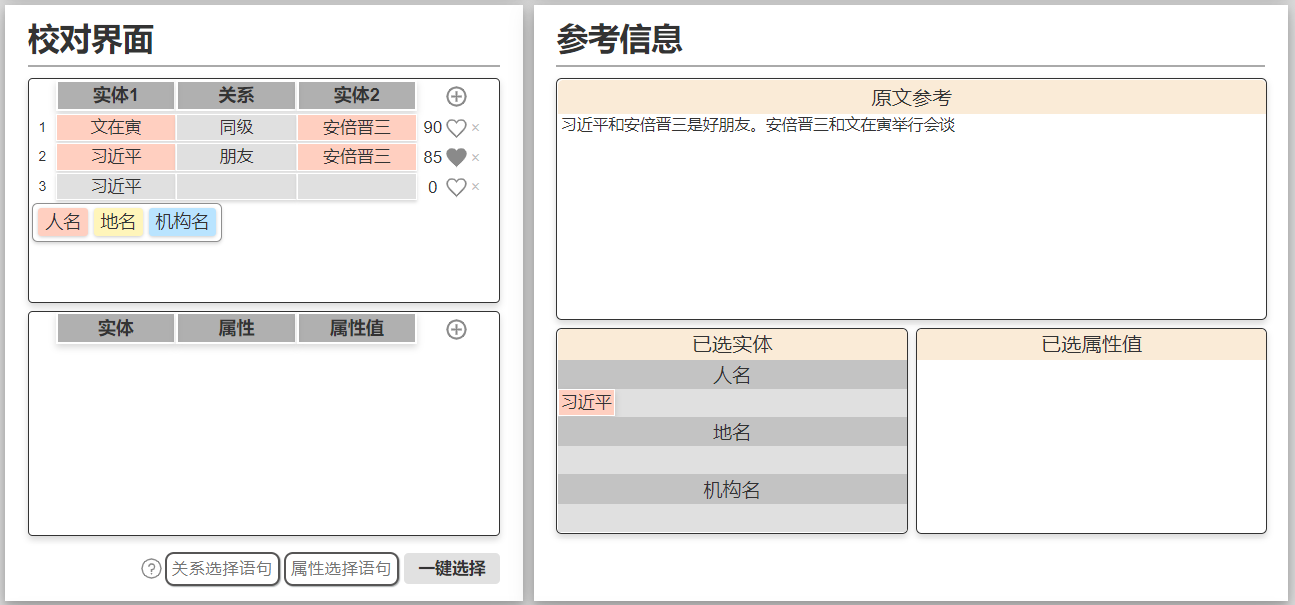 校对界面
实体1 关系 实体2
1 文在寅 同级 安倍晋三 90 ×
2 习近平 朋友 安倍晋三 85 ×
3 习近平 0 ×
人名 地名 机构名
实体 属性 属性值
? 关系选择语句 属性选择语句 一键选择
参考信息
原文参考
习近平和安倍晋三是好朋友。安倍晋三和文在寅举行会谈
已选实体
人名
习近平
地名
机构名
已选属性值